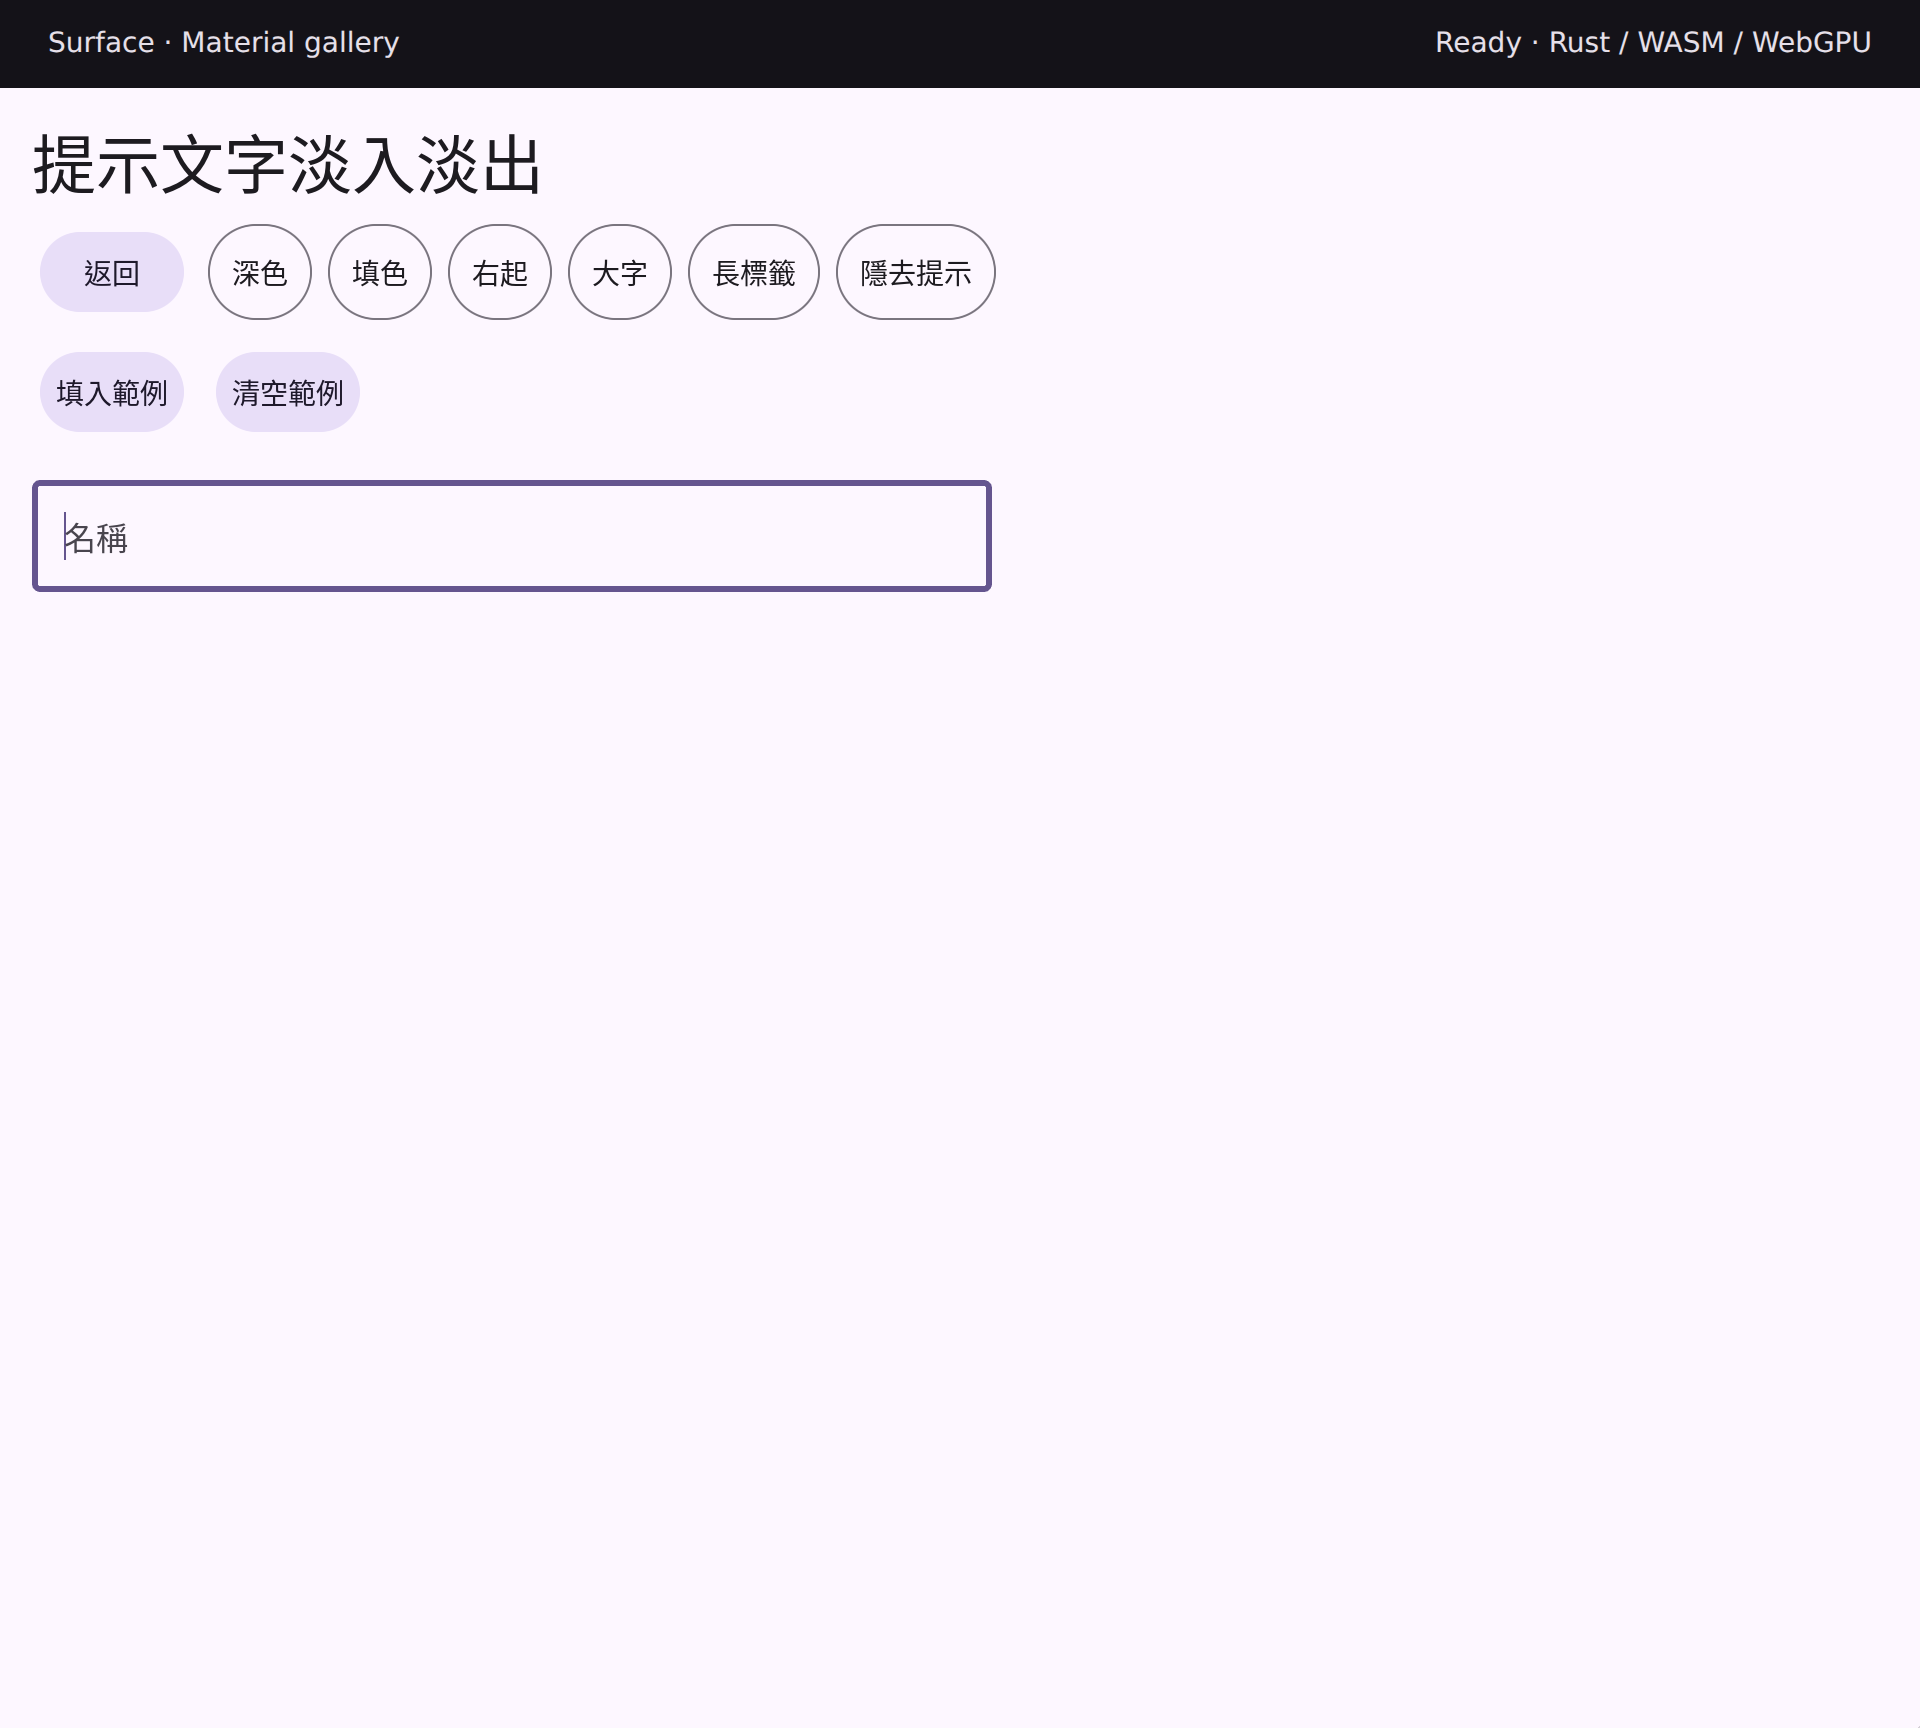 Surface · Material gallery
Ready · Rust / WASM / WebGPU
提示文字淡入淡出
返回 深色 填色 右起 大字 長標籤 隱去提示
填入範例 清空範例
名稱